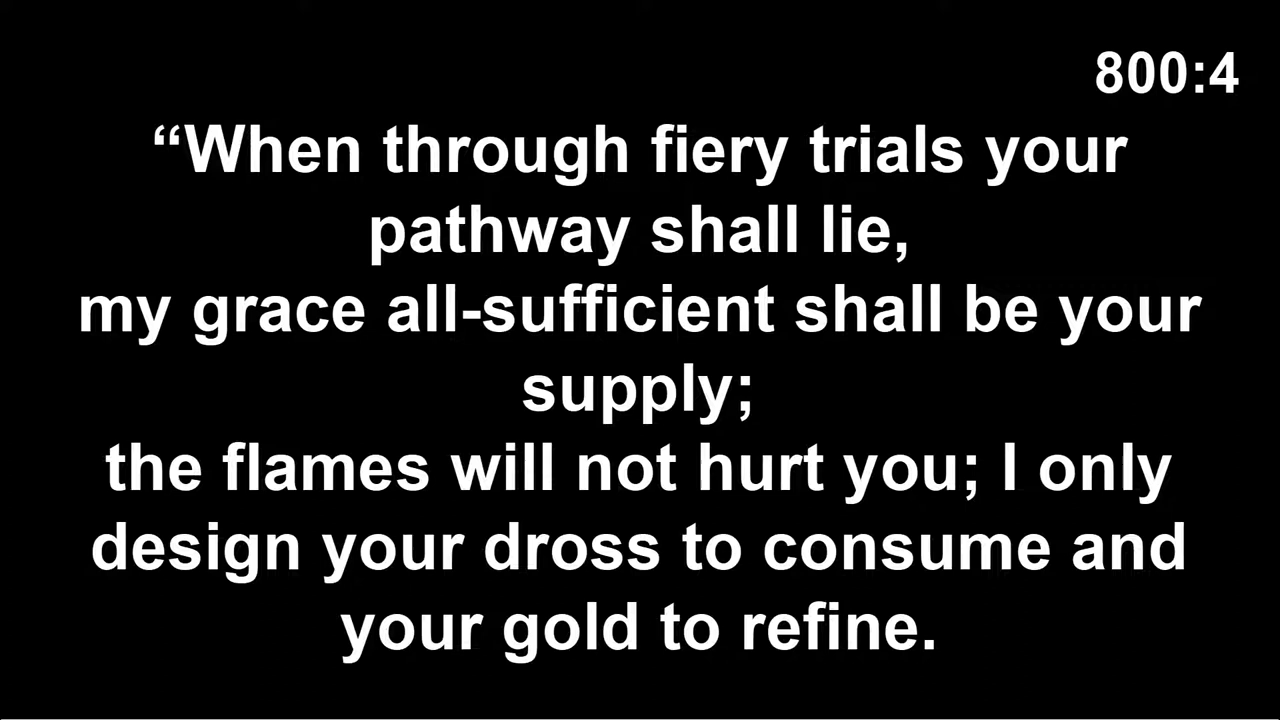 800:4
“When through fiery trials your
pathway shall lie,
my grace all-sufficient shall be your
supply;
the flames will not hurt you; I only
design your dross to consume and
your gold to refine.